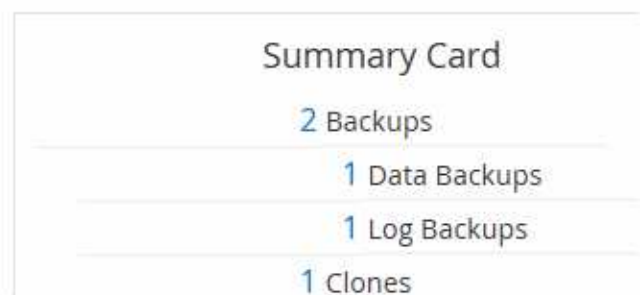 Summary Card
2 Backups
1 Data Backups
1 Log Backups
1 Clones